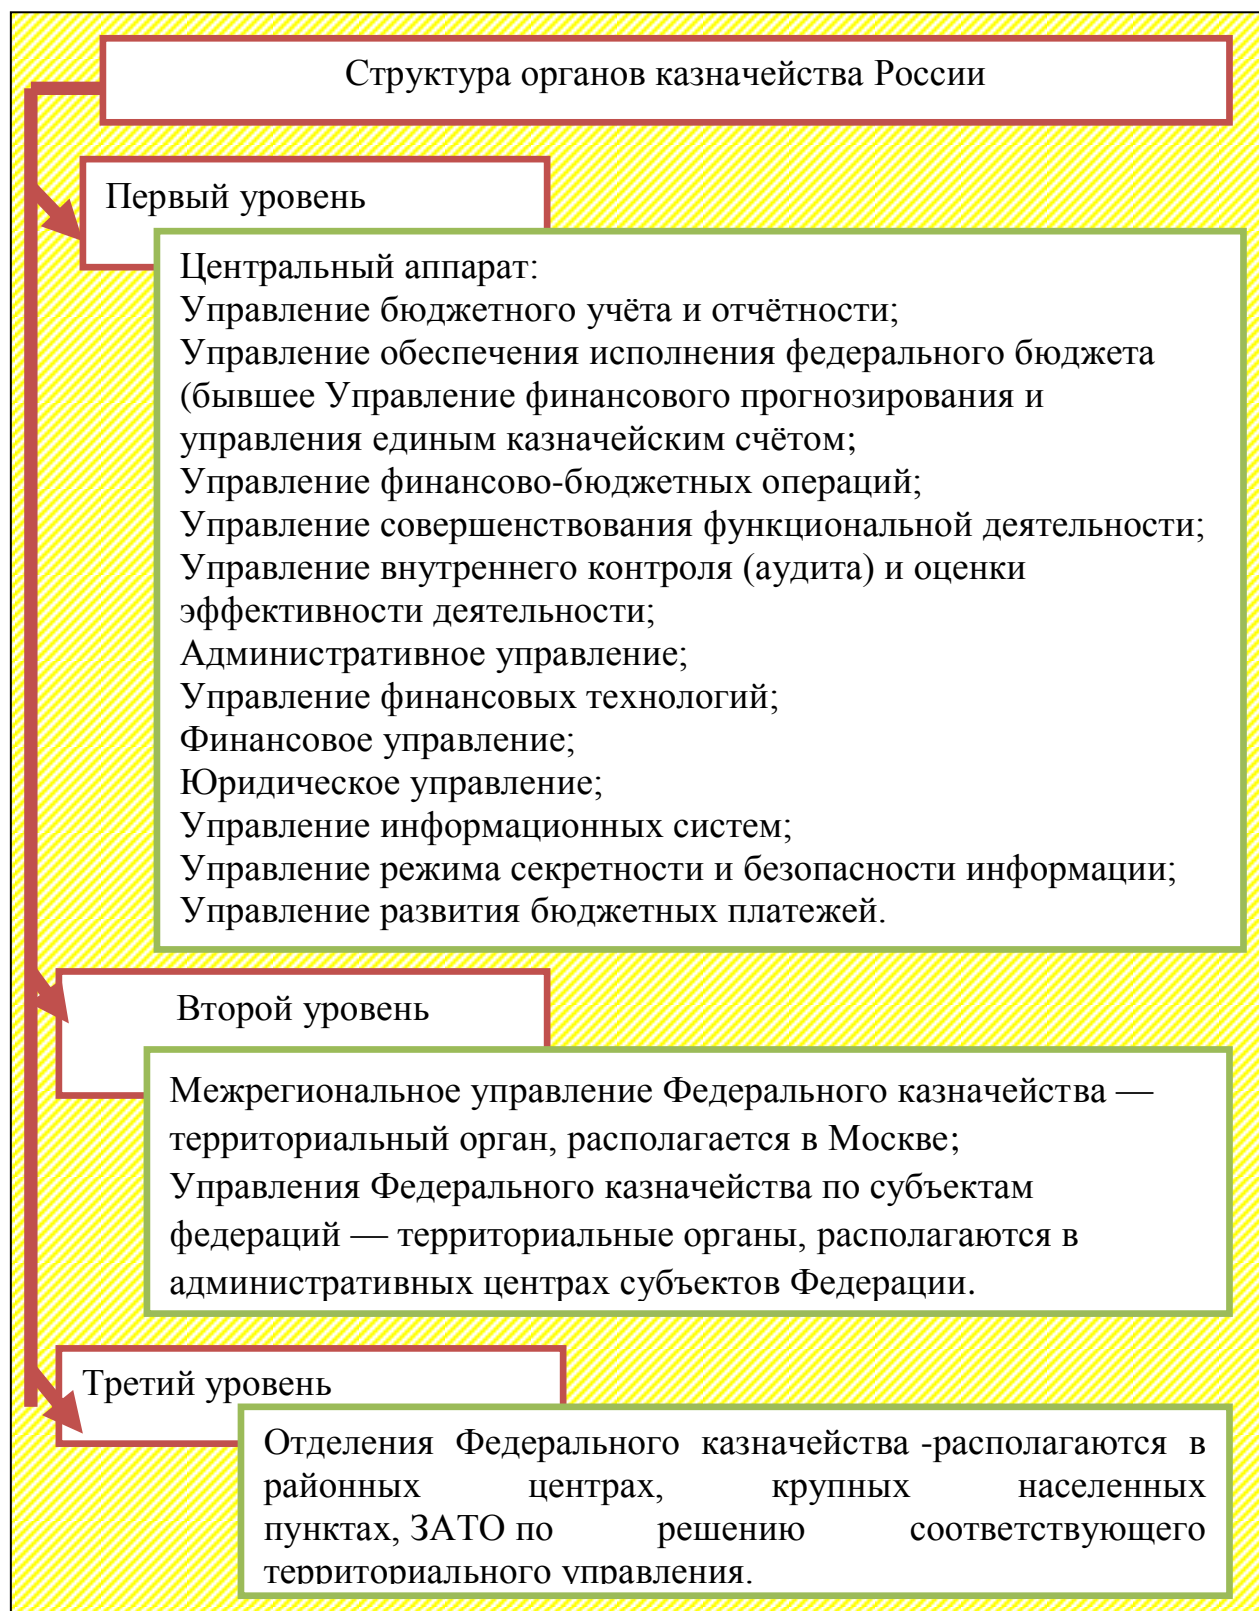 Структура органов казначейства России
Первый уровень
Центральный аппарат:
Управление бюджетного учёта и отчётности;
Управление обеспечения исполнения федерального бюджета
(бывшее Управление финансового прогнозирования и
управления единым казначейским счётом;
Управление финансово-бюджетных операций;
Управление совершенствования функциональной деятельности;
Управление внутреннего контроля (аудита) и оценки
эффективности деятельности;
Административное управление;
Управление финансовых технологий;
Финансовое управление;
Юридическое управление;
Управление информационных систем;
Управление режима секретности и безопасности информации;
Управление развития бюджетных платежей.
Второй уровень
Межрегиональное управление Федерального казначейства —
территориальный орган, располагается в Москве;
Управления Федерального казначейства по субъектам
федераций — территориальные органы, располагаются в
административных центрах субъектов Федерации.
Третий уровень
Отделения Федерального казначейства -располагаются в
районных центрах, крупных населенных
пунктах, ЗАТО по решению соответствующего
территориального управления.